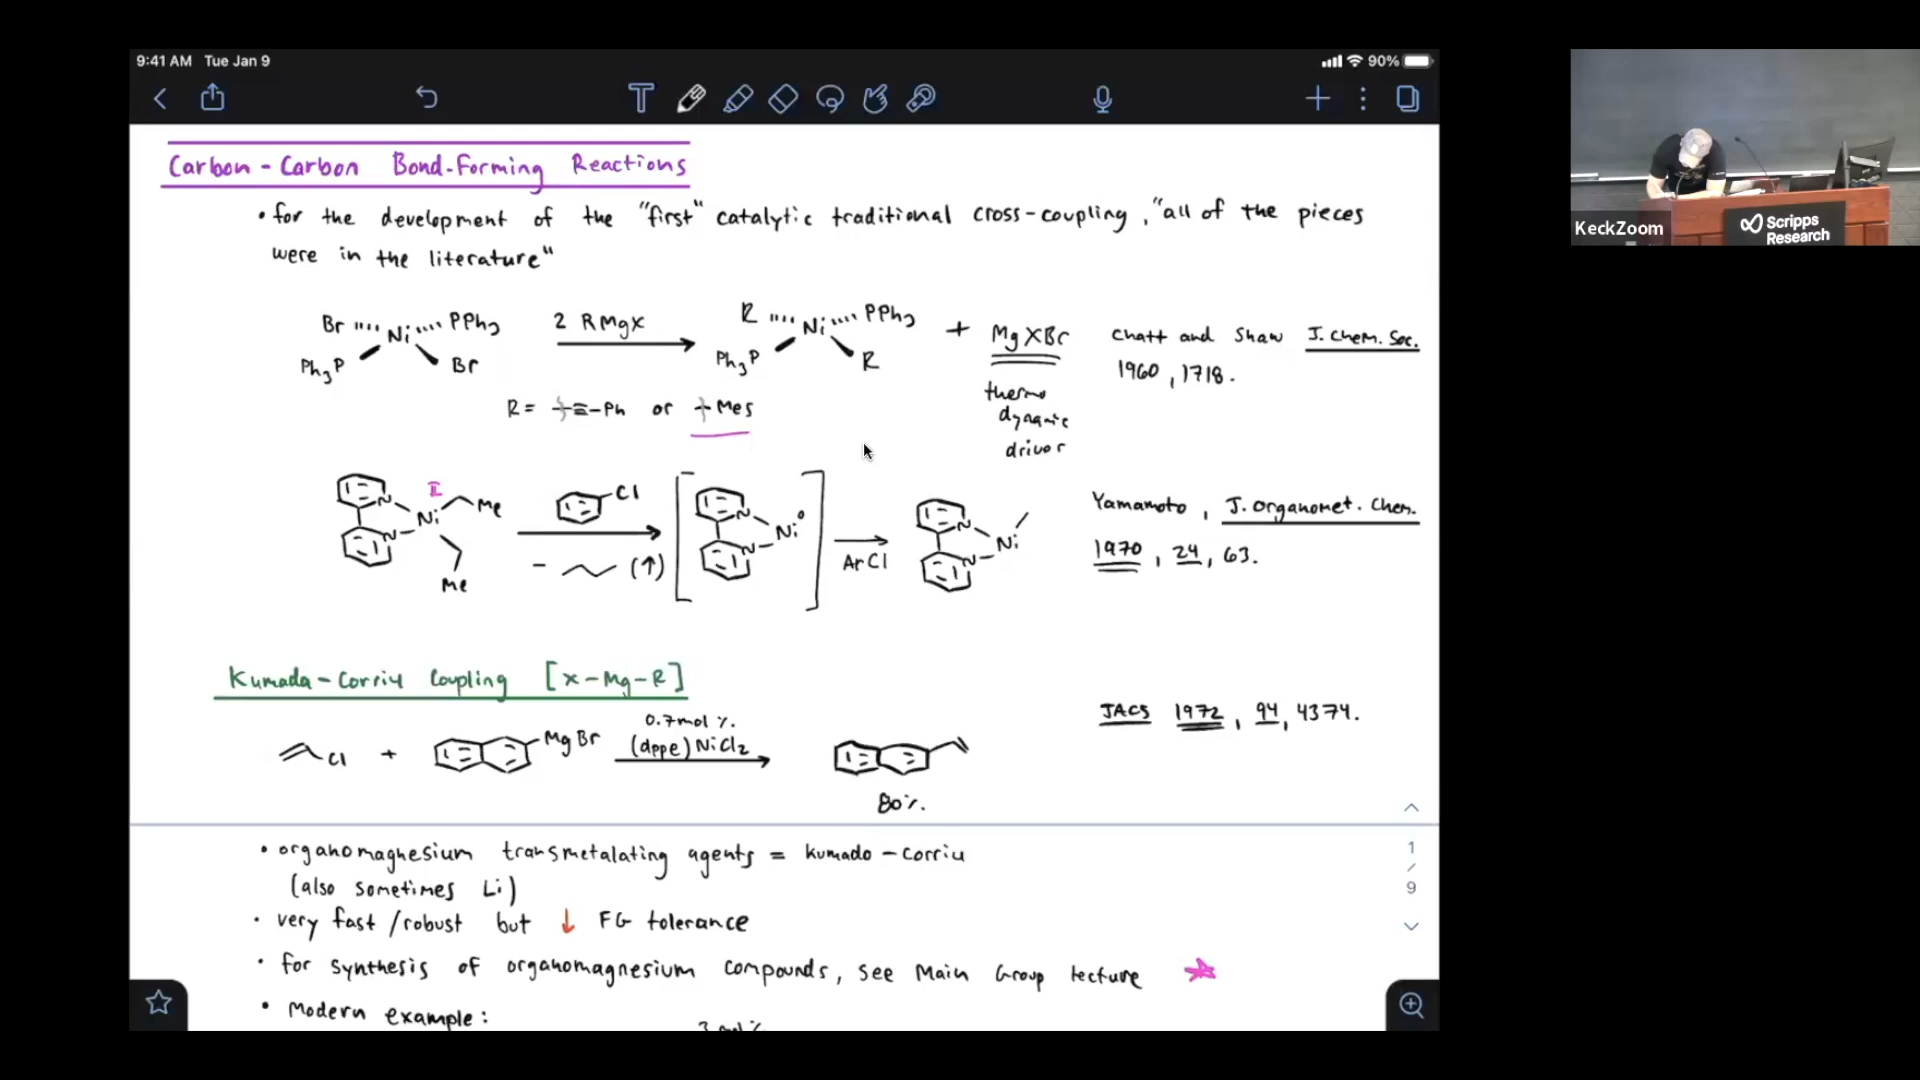 9:41 AM Tue Jan 9
90%
Carbon-Carbon Bond-Forming Reactions
• for the development of the "first" catalytic traditional cross-coupling, "all of the pieces
were in the literature"
Br Ni PPh3 Ph3P Br
2 RMgX
R Ni PPh3 Ph3P R
+ MgXBr
thermo
dynamic
driver
Chatt and Shaw J. Chem. Soc.
1960, 1718.
R = -≡-Ph or Mes
N N Ni II Me Me
Cl
- (↑)
N N Ni 0
ArCl
N N Ni
Yamamoto, J. Organomet. Chem.
1970, 24, 63.
Kumada-Corriu Coupling [X-Mg-R]
Cl + MgBr
0.7 mol %.
(dppe) NiCl2
80%.
JACS 1972, 94, 4374.
• organomagnesium transmetalating agents = kumado-corriu
(also sometimes Li)
• very fast/robust but ↓ FG tolerance
• for synthesis of organomagnesium compounds, see Main Group lecture
• Modern example:
1
/
9
KeckZoom
Scripps
Research